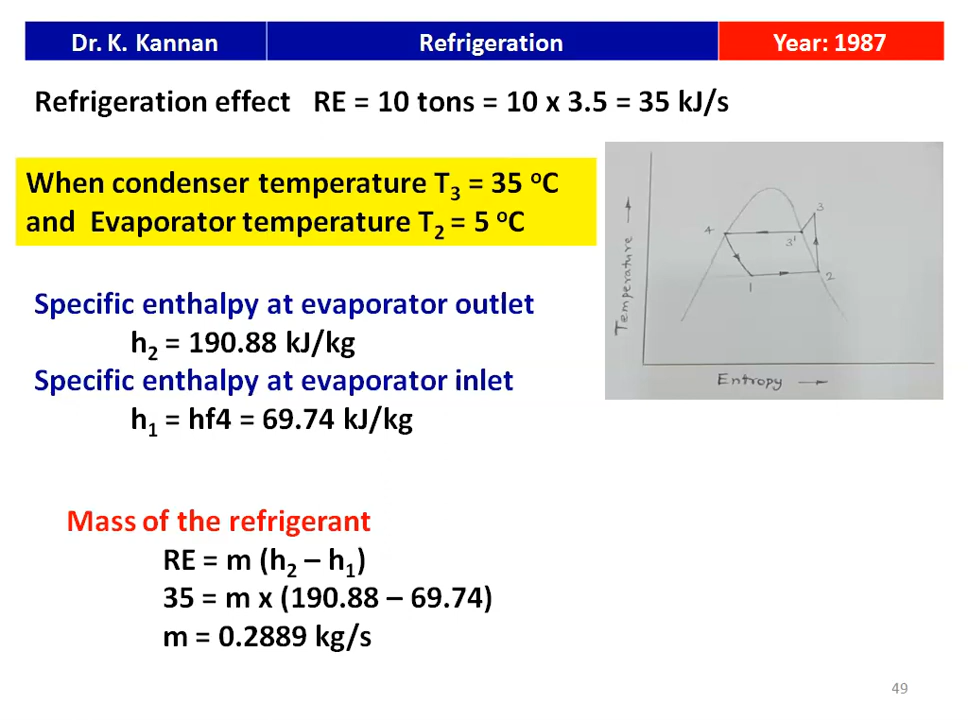 Dr. K. Kannan Refrigeration Year: 1987
Refrigeration effect RE = 10 tons = 10 x 3.5 = 35 kJ/s
When condenser temperature T₃ = 35 ºC
and Evaporator temperature T₂ = 5 ºC
Specific enthalpy at evaporator outlet
h₂ = 190.88 kJ/kg
Specific enthalpy at evaporator inlet
h₁ = hf4 = 69.74 kJ/kg
Temperature
4
3
3'
1
2
Entropy
Mass of the refrigerant
RE = m (h₂ – h₁)
35 = m x (190.88 – 69.74)
m = 0.2889 kg/s
49